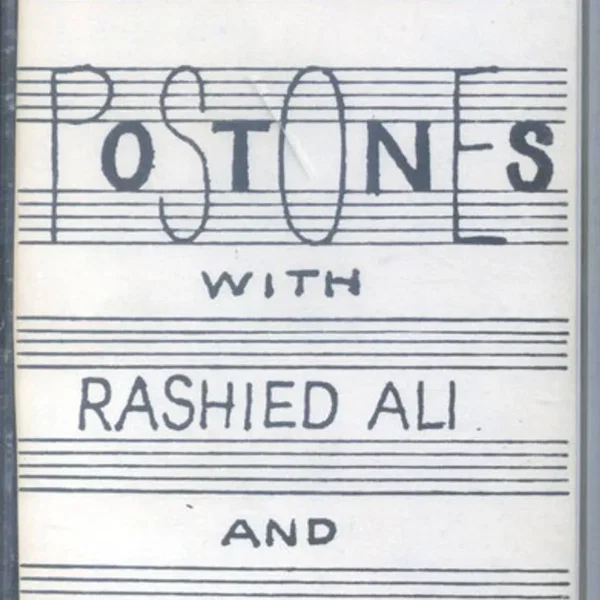 POSTONES
WITH
RASHIED ALI
AND